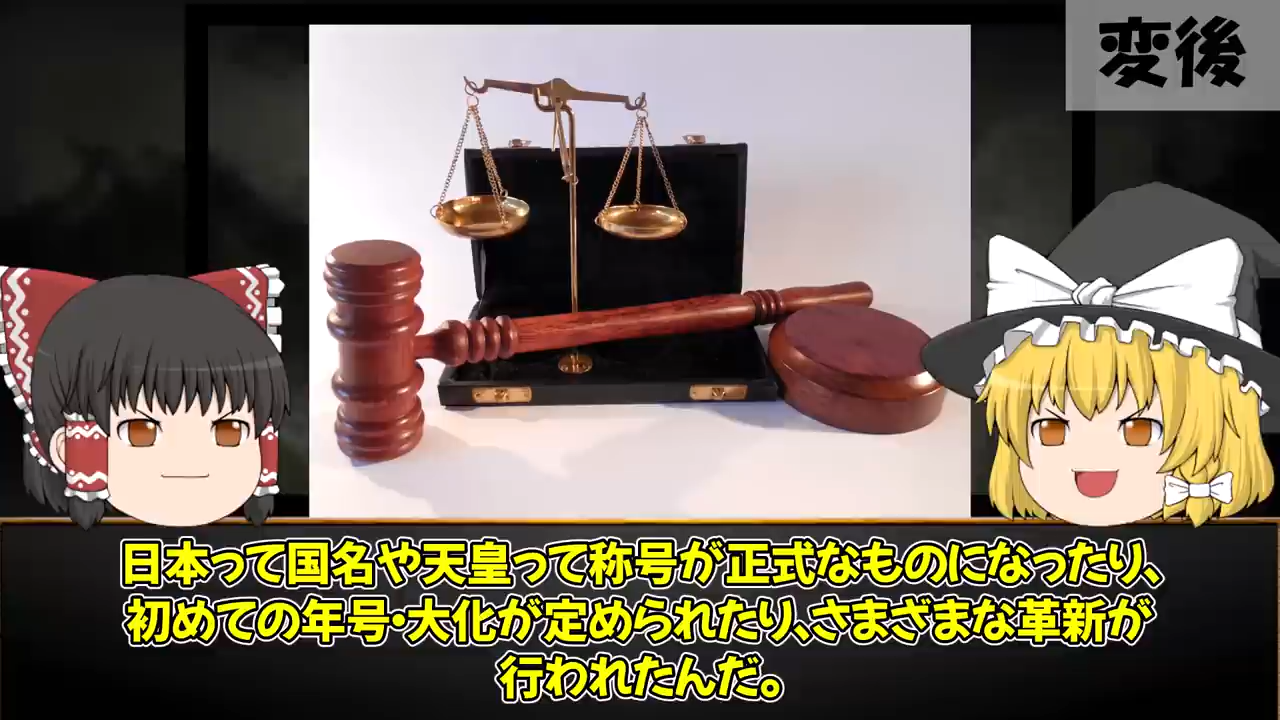 変後
日本って国名や天皇って称号が正式なものになったり、
初めての年号・大化が定められたり、さまざまな革新が
行われたんだ。